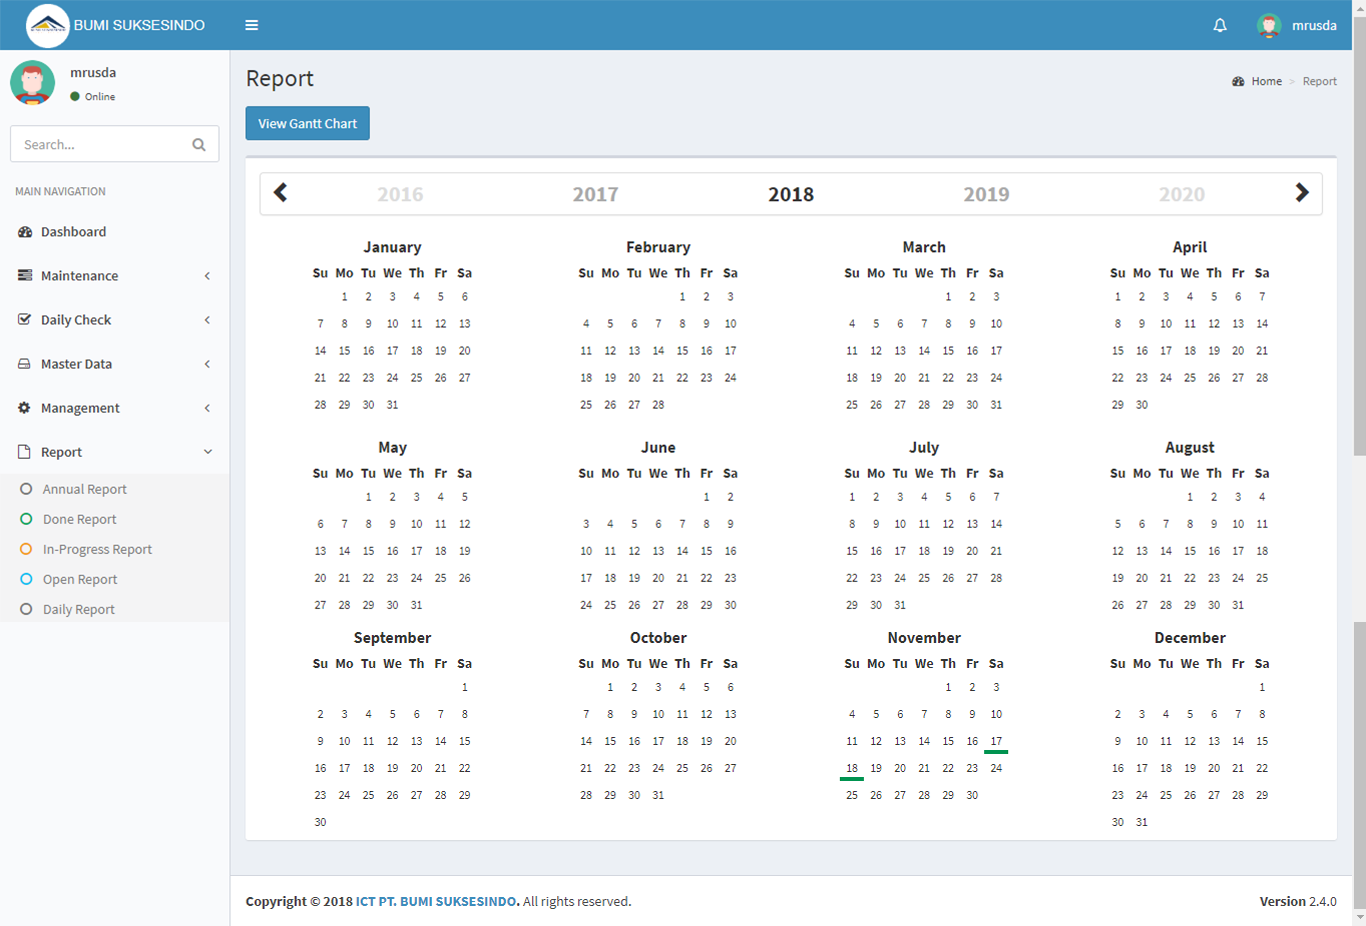 BUMI SUKSESINDO
mrusda
mrusda
Online
Search...
MAIN NAVIGATION
Dashboard
Maintenance
Daily Check
Master Data
Management
Report
Annual Report
Done Report
In-Progress Report
Open Report
Daily Report
Report
Home > Report
View Gantt Chart
2016 2017 2018 2019 2020
January
Su Mo Tu We Th Fr Sa
1 2 3 4 5 6
7 8 9 10 11 12 13
14 15 16 17 18 19 20
21 22 23 24 25 26 27
28 29 30 31
February
Su Mo Tu We Th Fr Sa
1 2 3
4 5 6 7 8 9 10
11 12 13 14 15 16 17
18 19 20 21 22 23 24
25 26 27 28
March
Su Mo Tu We Th Fr Sa
1 2 3
4 5 6 7 8 9 10
11 12 13 14 15 16 17
18 19 20 21 22 23 24
25 26 27 28 29 30 31
April
Su Mo Tu We Th Fr Sa
1 2 3 4 5 6 7
8 9 10 11 12 13 14
15 16 17 18 19 20 21
22 23 24 25 26 27 28
29 30
May
Su Mo Tu We Th Fr Sa
1 2 3 4 5
6 7 8 9 10 11 12
13 14 15 16 17 18 19
20 21 22 23 24 25 26
27 28 29 30 31
June
Su Mo Tu We Th Fr Sa
1 2
3 4 5 6 7 8 9
10 11 12 13 14 15 16
17 18 19 20 21 22 23
24 25 26 27 28 29 30
July
Su Mo Tu We Th Fr Sa
1 2 3 4 5 6 7
8 9 10 11 12 13 14
15 16 17 18 19 20 21
22 23 24 25 26 27 28
29 30 31
August
Su Mo Tu We Th Fr Sa
1 2 3 4
5 6 7 8 9 10 11
12 13 14 15 16 17 18
19 20 21 22 23 24 25
26 27 28 29 30 31
September
Su Mo Tu We Th Fr Sa
1
2 3 4 5 6 7 8
9 10 11 12 13 14 15
16 17 18 19 20 21 22
23 24 25 26 27 28 29
30
October
Su Mo Tu We Th Fr Sa
1 2 3 4 5 6
7 8 9 10 11 12 13
14 15 16 17 18 19 20
21 22 23 24 25 26 27
28 29 30 31
November
Su Mo Tu We Th Fr Sa
1 2 3
4 5 6 7 8 9 10
11 12 13 14 15 16 17
18 19 20 21 22 23 24
25 26 27 28 29 30
December
Su Mo Tu We Th Fr Sa
1
2 3 4 5 6 7 8
9 10 11 12 13 14 15
16 17 18 19 20 21 22
23 24 25 26 27 28 29
30 31
Copyright © 2018 ICT PT. BUMI SUKSESINDO. All rights reserved.
Version 2.4.0